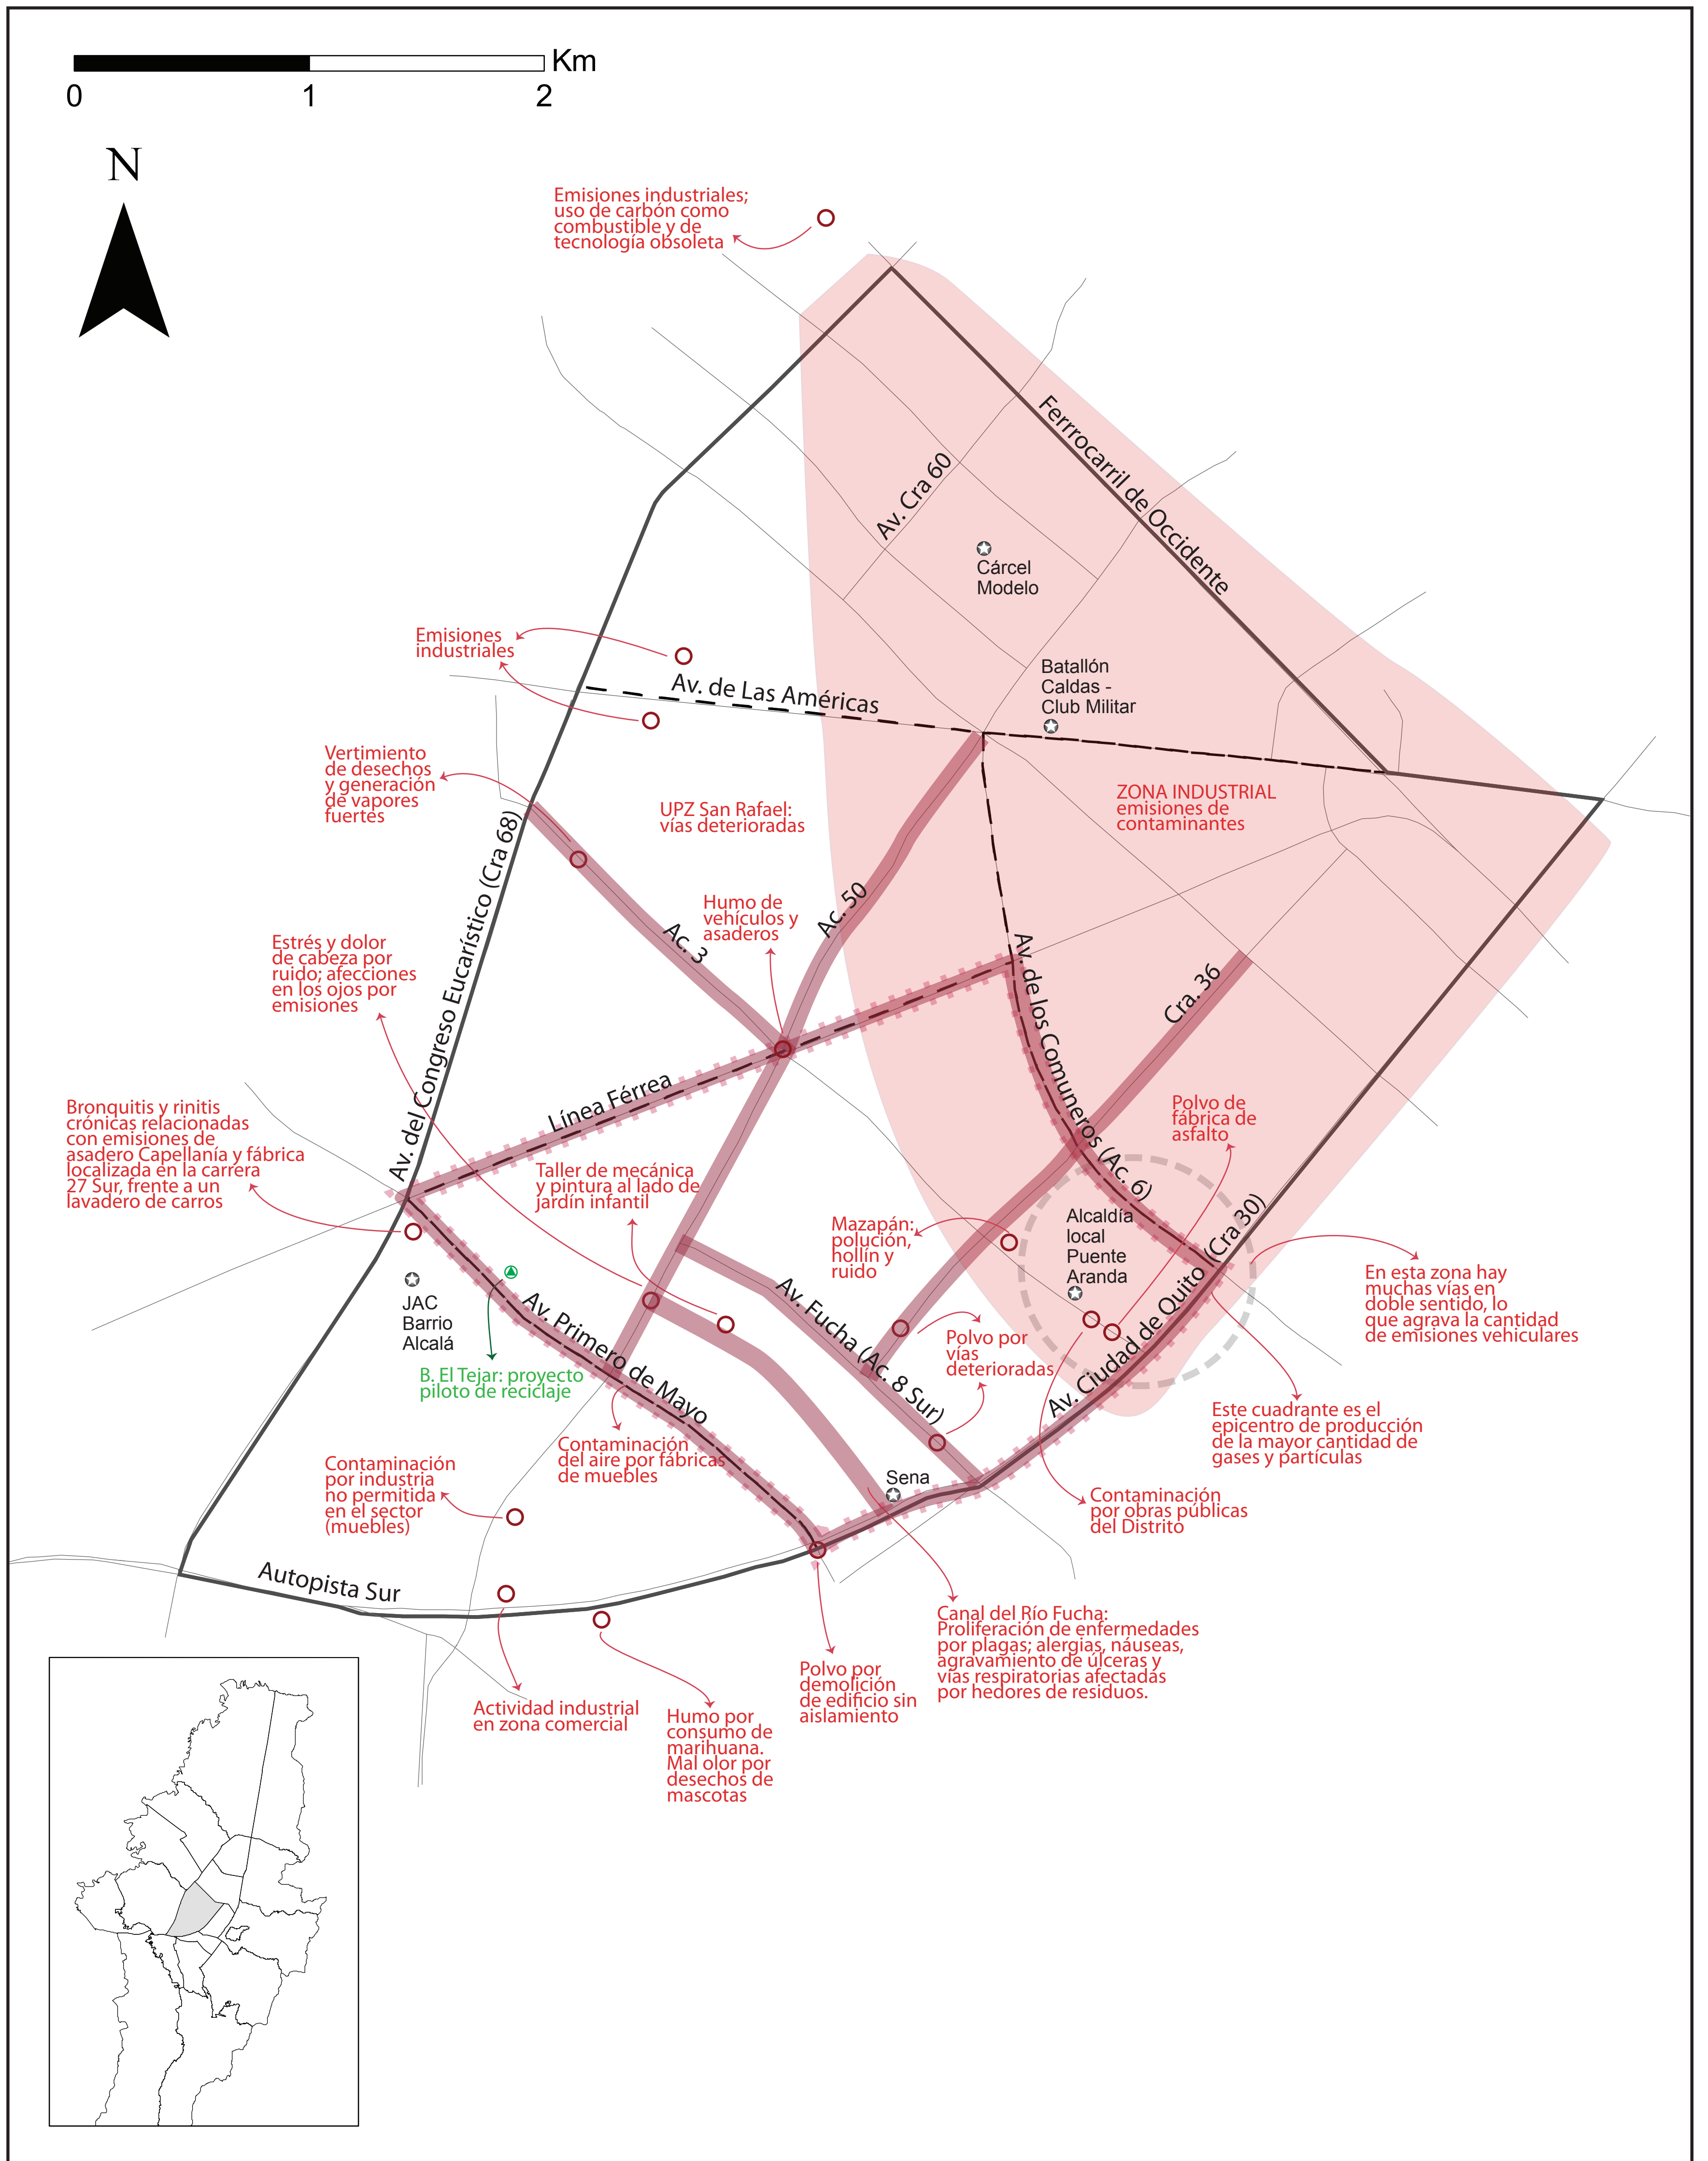 Km
0
1
2
N
Emisiones industriales;
uso de carbón como
combustible y de
tecnología obsoleta
Ferrrocarril de Occidente
Av. Cra 60
Cárcel
Modelo
Emisiones
industriales
Av. de Las Américas
Batallón
Caldas -
Club Militar
Vertimiento
de desechos
y generación
de vapores
fuertes
UPZ San Rafael:
vías deterioradas
ZONA INDUSTRIAL
emisiones de
contaminantes
Av. del Congreso Eucarístico (Cra 68)
Humo de
vehículos y
asaderos
Ac. 50
Ac. 3
Estrés y dolor
de cabeza por
ruido; afecciones
en los ojos por
emisiones
Av. de los Comuneros (Ac. 6)
Cra. 36
Línea Férrea
Bronquitis y rinitis
crónicas relacionadas
con emisiones de
asadero Capellanía y fábrica
localizada en la carrera
27 Sur, frente a un
lavadero de carros
Polvo de
fábrica de
asfalto
Taller de mecánica
y pintura al lado de
jardín infantil
Mazapán:
polución,
hollín y
ruido
Alcaldía
local
Puente
Aranda
Av. Ciudad de Quito (Cra 30)
En esta zona hay
muchas vías en
doble sentido, lo
que agrava la cantidad
de emisiones vehiculares
JAC
Barrio
Alcalá
Av. Primero de Mayo
Av. Fucha (Ac. 8 Sur)
Polvo por
vías
deterioradas
B. El Tejar: proyecto
piloto de reciclaje
Este cuadrante es el
epicentro de producción
de la mayor cantidad de
gases y partículas
Contaminación
del aire por fábricas
de muebles
Contaminación
por industria
no permitida
en el sector
(muebles)
Sena
Contaminación
por obras públicas
del Distrito
Autopista Sur
Canal del Río Fucha:
Proliferación de enfermedades
por plagas; alergias, náuseas,
agravamiento de úlceras y
vías respiratorias afectadas
por hedores de residuos.
Polvo por
demolición
de edificio sin
aislamiento
Actividad industrial
en zona comercial
Humo por
consumo de
marihuana.
Mal olor por
desechos de
mascotas